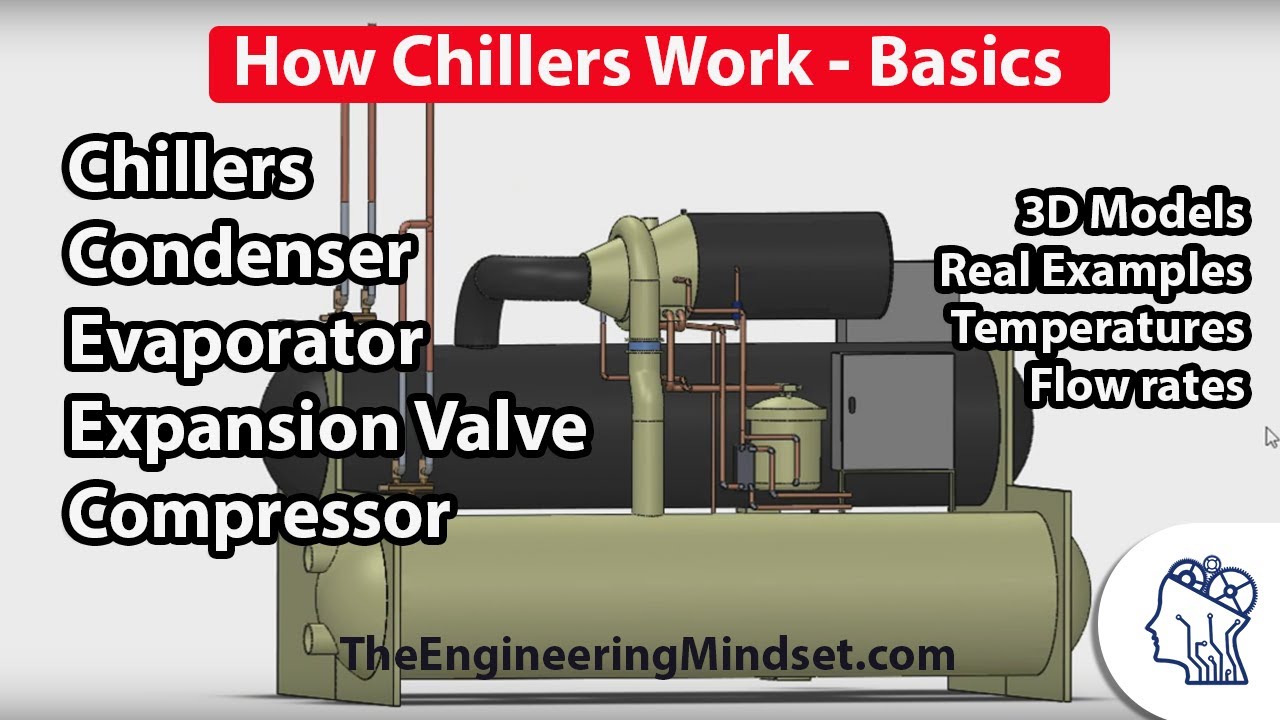 How Chillers Work - Basics
Chillers
Condenser
Evaporator
Expansion Valve
Compressor
3D Models
Real Examples
Temperatures
Flow rates
TheEngineeringMindset.com